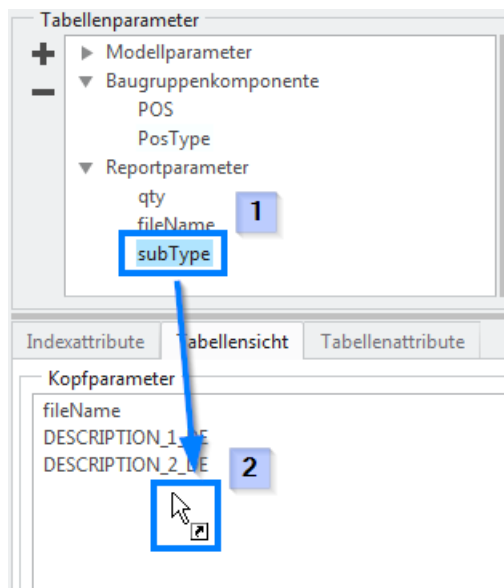 Tabellenparameter
Modellparameter
Baugruppenkomponente
POS
PosType
Reportparameter
qty
1
fileName
subType
Indexattribute Tabellensicht Tabellenattribute
Kopfparameter
fileName
DESCRIPTION_1_DE
DESCRIPTION_2_DE
2